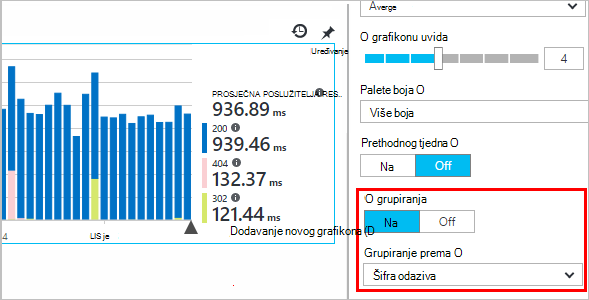 Averge
Uređivanje
O grafikonu uvida
4
PROSJEČNA POSLUŽITELJA RES..
936.89 ms
200
939.46 ms
404
132.37 ms
302
121.44 ms
4
LIS je
Dodavanje novog grafikona (D
Palete boja O
Više boja
Prethodnog tjedna O
Na
Off
O grupiranja
Na
Off
Grupiranje prema O
Šifra odaziva